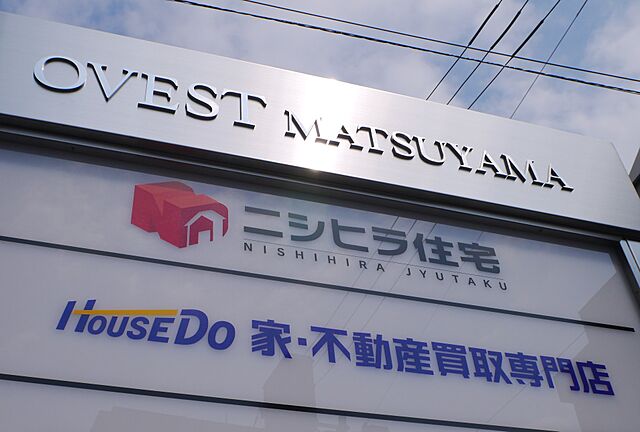 OVEST MATSUYAMA
ニシヒラ住宅
NISHIHIRA JYUTAKU
HOUSEDO 家・不動産買取専門店